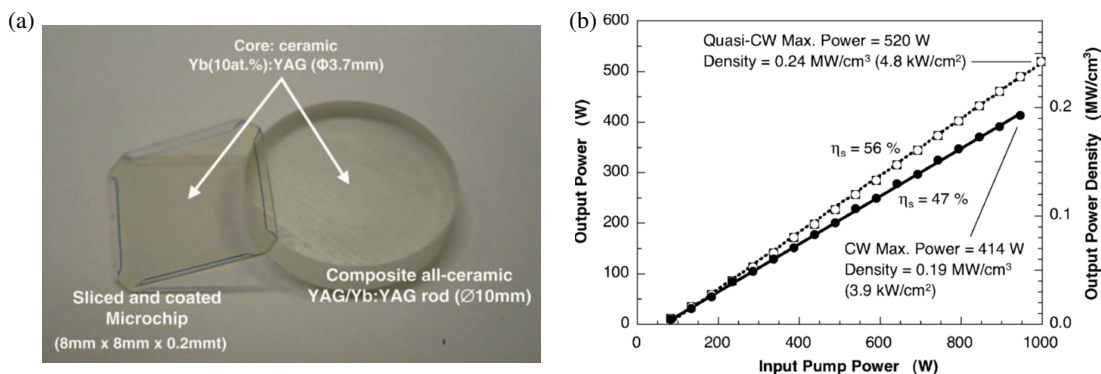 (a)
Core: ceramic
Yb(10at.%):YAG (Φ3.7mm)
Composite all-ceramic
YAG/Yb:YAG rod (∅10mm)
Sliced and coated
Microchip
(8mm x 8mm x 0.2mmt)
(b)
600
500
400
300
200
100
0
Output Power (W)
Quasi-CW Max. Power = 520 W
Density = 0.24 MW/cm³ (4.8 kW/cm²)
ηs = 56 %
ηs = 47 %
CW Max. Power = 414 W
Density = 0.19 MW/cm³
(3.9 kW/cm²)
0.2
0.1
0.0
Output Power Density (MW/cm³)
0 200 400 600 800 1000
Input Pump Power (W)